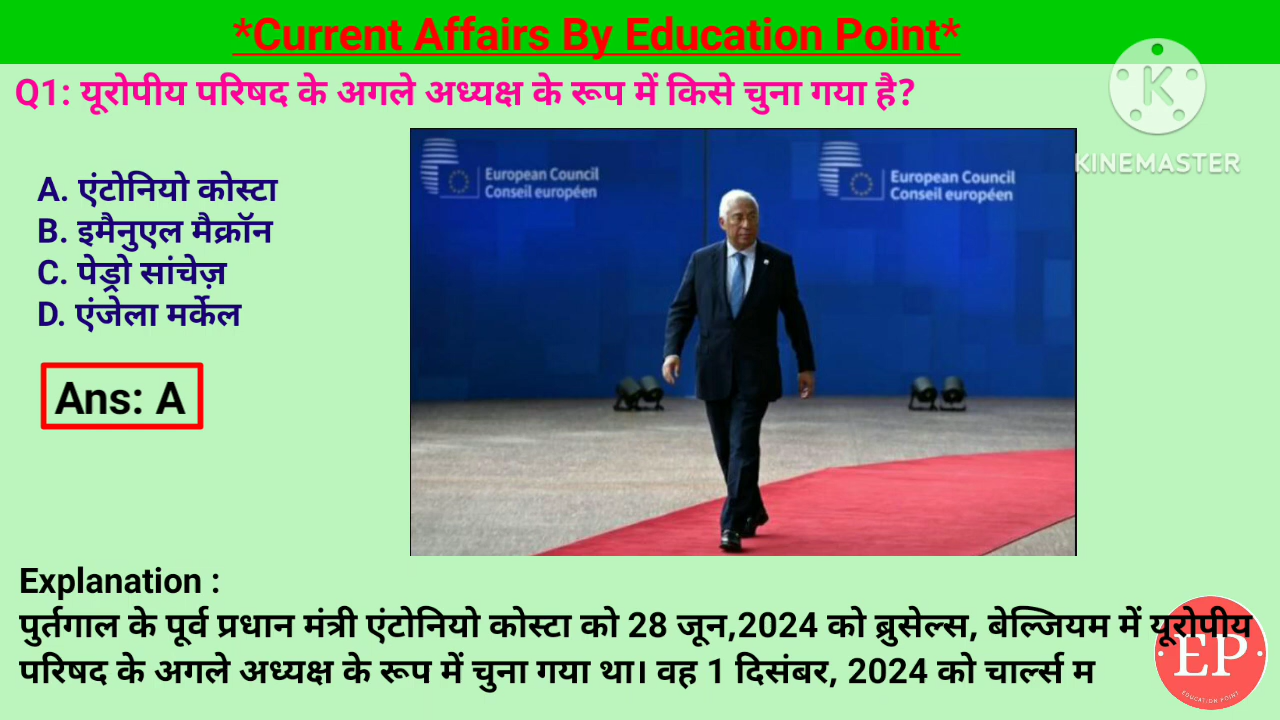 *Current Affairs By Education Point*
Q1: यूरोपीय परिषद के अगले अध्यक्ष के रूप में किसे चुना गया है?
K
KINEMASTER
European Council
Conseil européen
European Council
Conseil européen
A. एंटोनियो कोस्टा
B. इमैनुएल मैक्रॉन
C. पेड्रो सांचेज़
D. एंजेला मर्केल
Ans: A
Explanation :
पुर्तगाल के पूर्व प्रधान मंत्री एंटोनियो कोस्टा को 28 जून,2024 को ब्रुसेल्स, बेल्जियम में यूरोपीय
परिषद के अगले अध्यक्ष के रूप में चुना गया था। वह 1 दिसंबर, 2024 को चार्ल्स म
EP
EDUCATION POINT